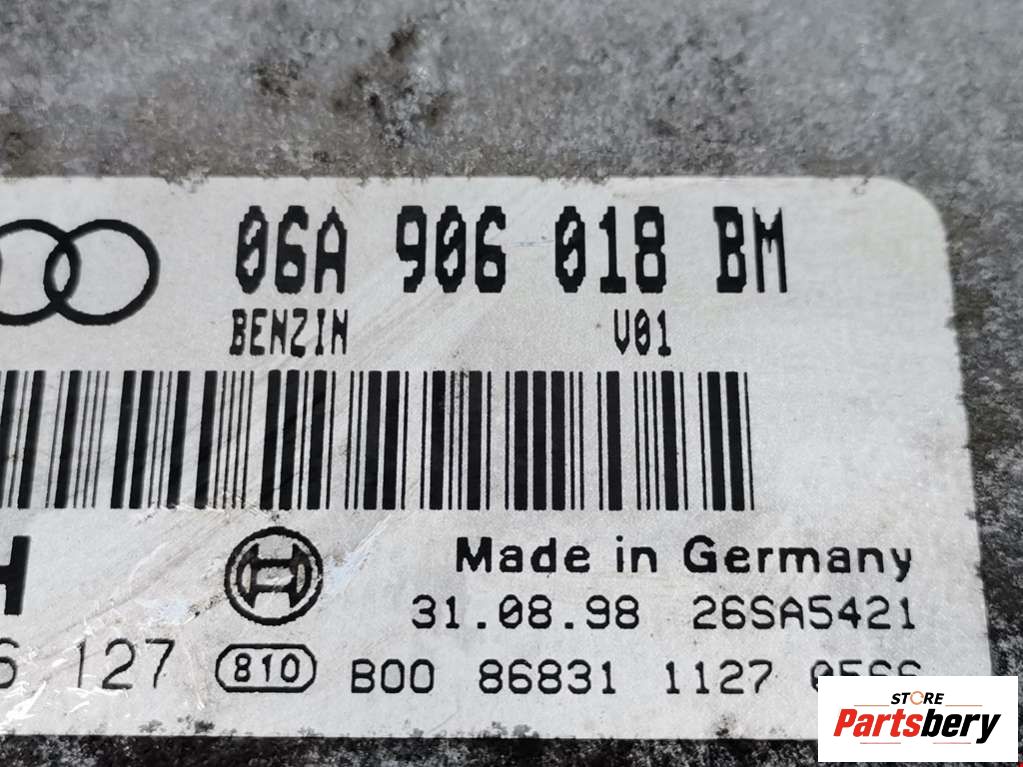 06A 906 018 BM
BENZIN V01
H
Made in Germany
31.08.98 26SA5421
6 127 810 B00 86831 1127
STORE
Partsbery